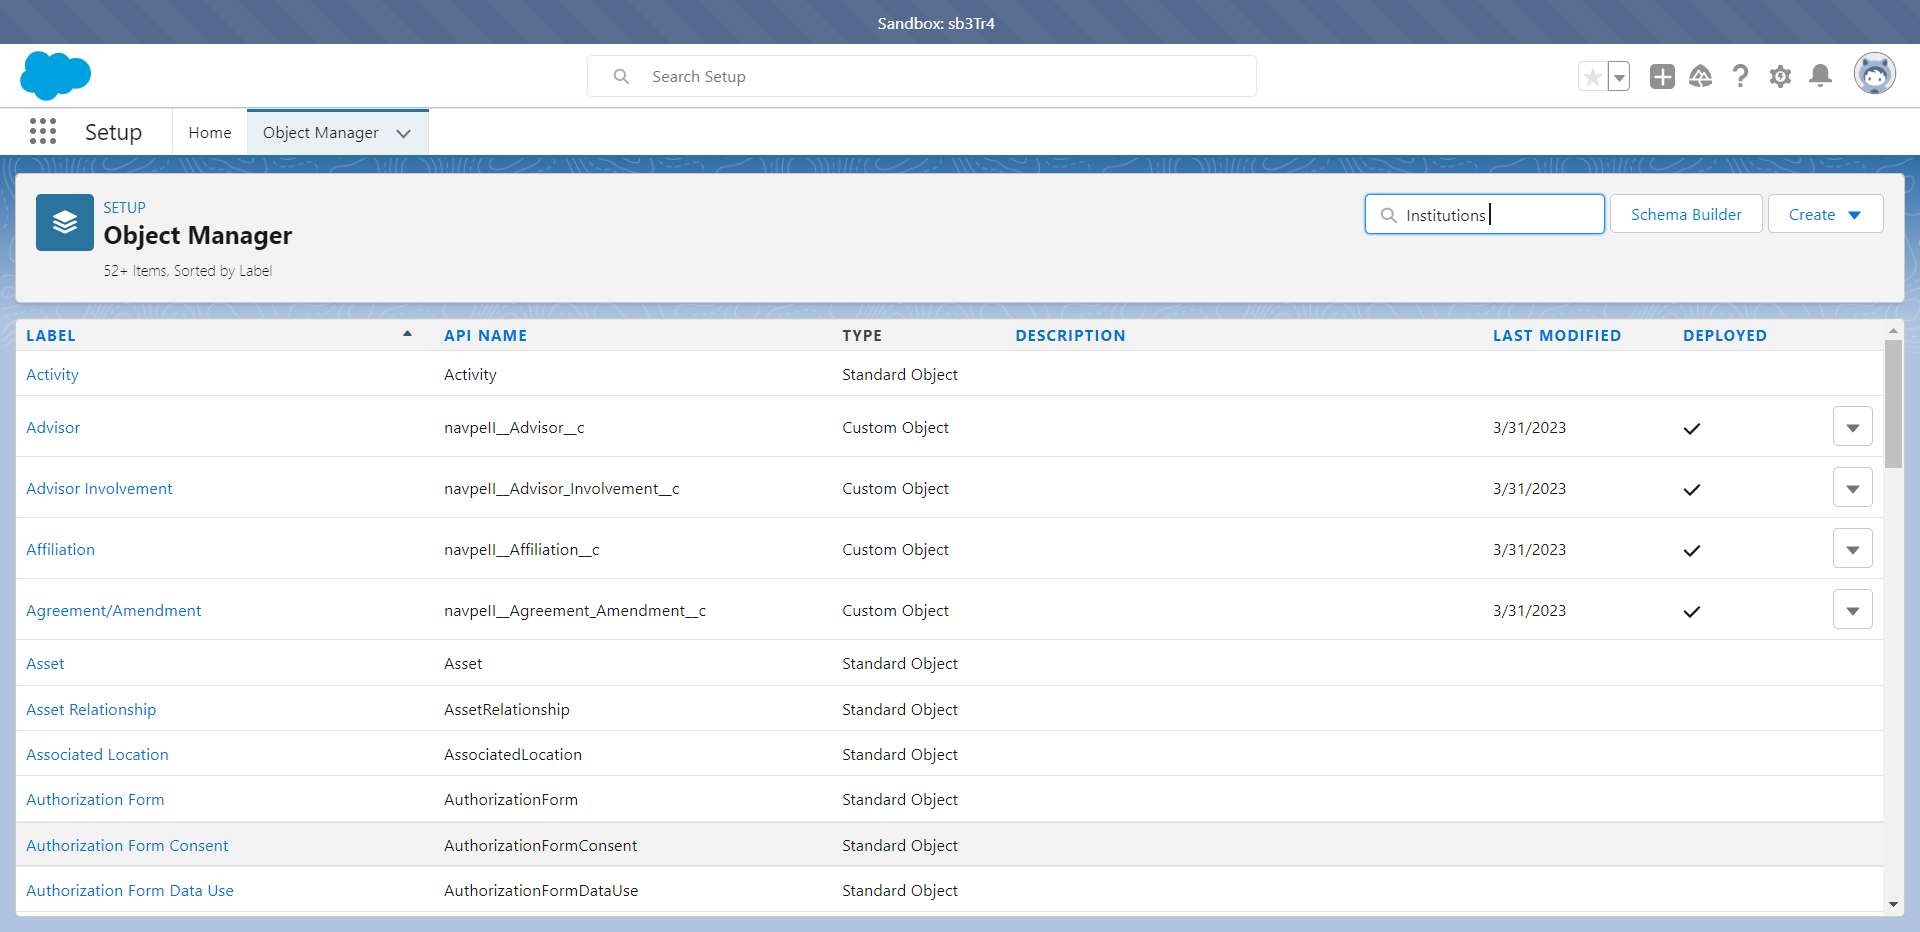 Sandbox: sb3Tr4
Search Setup
Setup
Home
Object Manager
SETUP
Object Manager
52+ Items, Sorted by Label
Institutions
Schema Builder
Create
LABEL API NAME TYPE DESCRIPTION LAST MODIFIED DEPLOYED
Activity Activity Standard Object
Advisor navpeII__Advisor__c Custom Object 3/31/2023
Advisor Involvement navpeII__Advisor_Involvement__c Custom Object 3/31/2023
Affiliation navpeII__Affiliation__c Custom Object 3/31/2023
Agreement/Amendment navpeII__Agreement_Amendment__c Custom Object 3/31/2023
Asset Asset Standard Object
Asset Relationship AssetRelationship Standard Object
Associated Location AssociatedLocation Standard Object
Authorization Form AuthorizationForm Standard Object
Authorization Form Consent AuthorizationFormConsent Standard Object
Authorization Form Data Use AuthorizationFormDataUse Standard Object